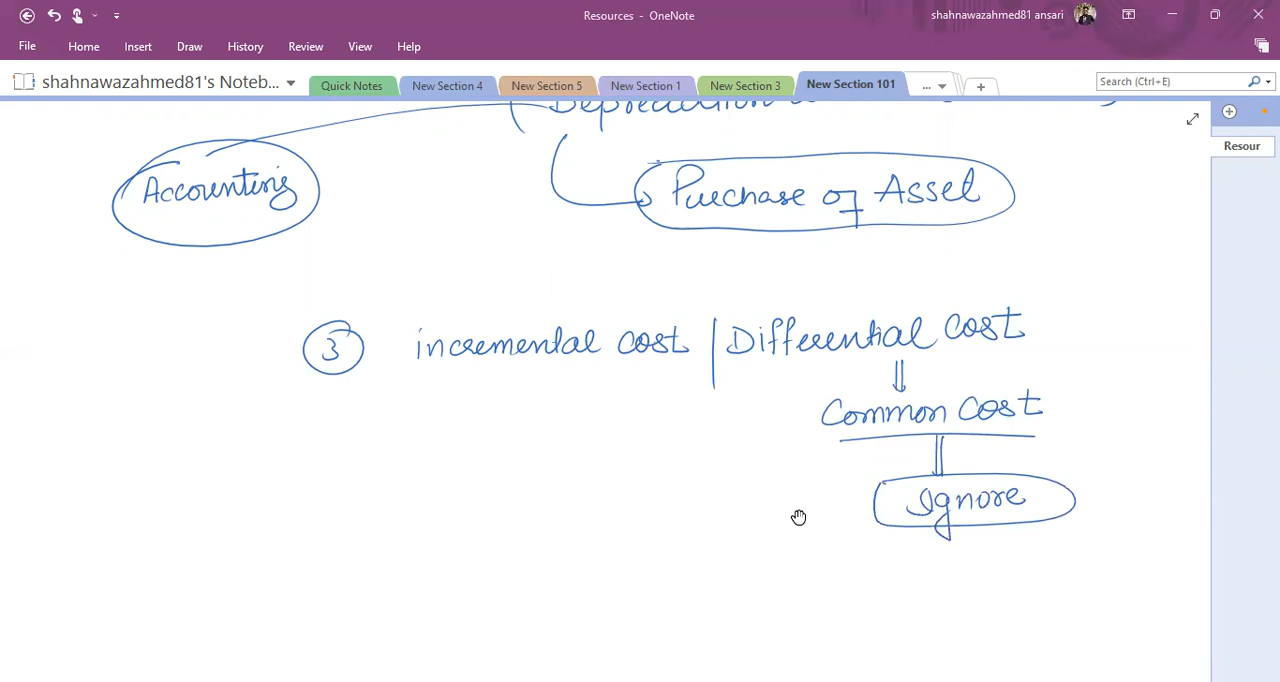 Resources - OneNote
shahnawazahmed81 ansari
File Home Insert Draw History Review View Help
shahnawazahmed81's Noteb...
Quick Notes New Section 4 New Section 5 New Section 1 New Section 3 New Section 101 ...
Search (Ctrl+E)
Resour
Depreciation
Accounting
Purchase of Asset
3 incremental cost | Differential cost
Common cost
Ignore